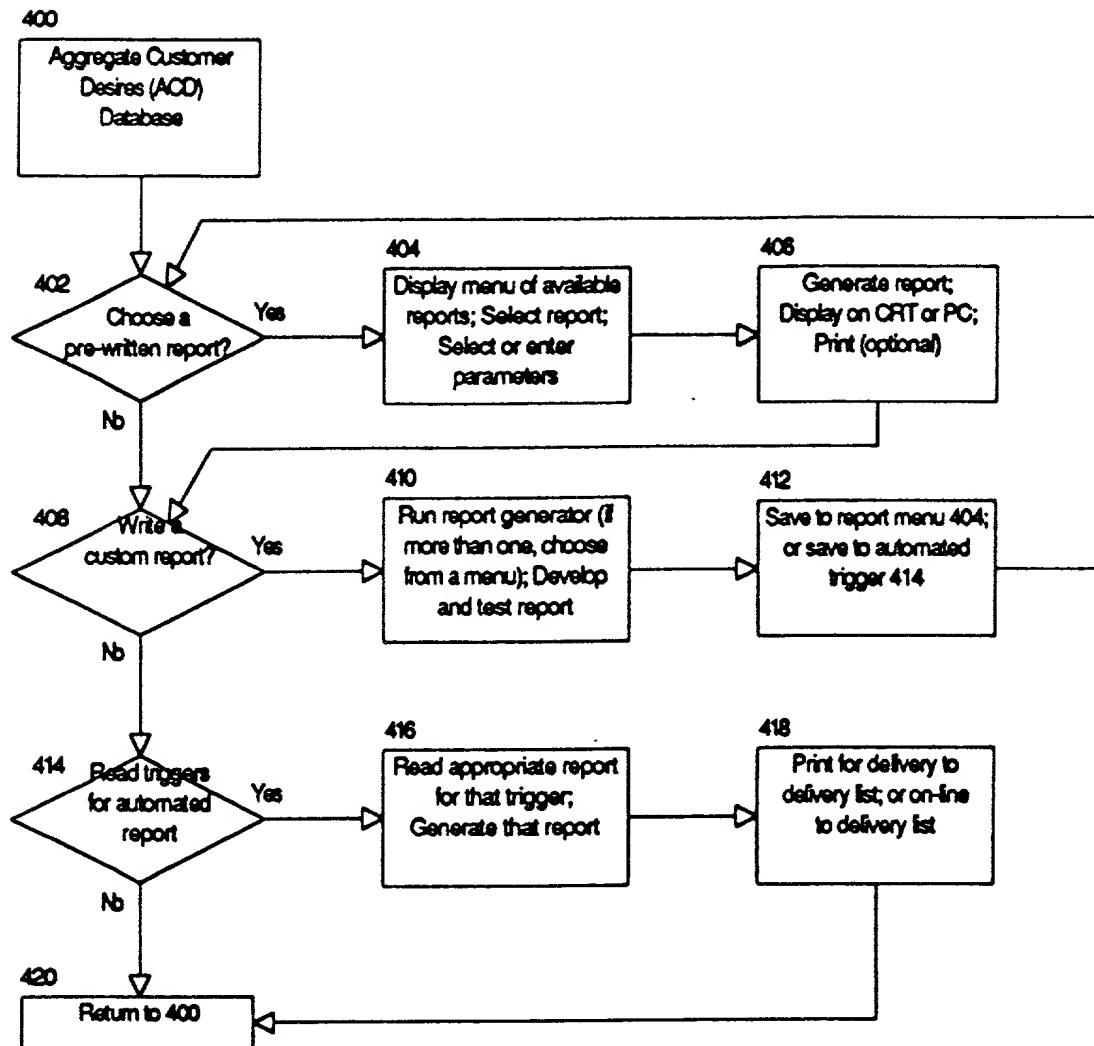 400
Aggregate Customer
Desires (ACD)
Database
402
Choose a
pre-written report?
Yes
No
404
Display menu of available
reports; Select report;
Select or enter
parameters
406
Generate report;
Display on CRT or PC;
Print (optional)
408
Write a
custom report?
Yes
No
410
Run report generator (if
more than one, choose
from a menu); Develop
and test report
412
Save to report menu 404;
or save to automated
trigger 414
414
Read triggers
for automated
report
Yes
No
416
Read appropriate report
for that trigger;
Generate that report
418
Print for delivery to
delivery list; or on-line
to delivery list
420
Return to 400